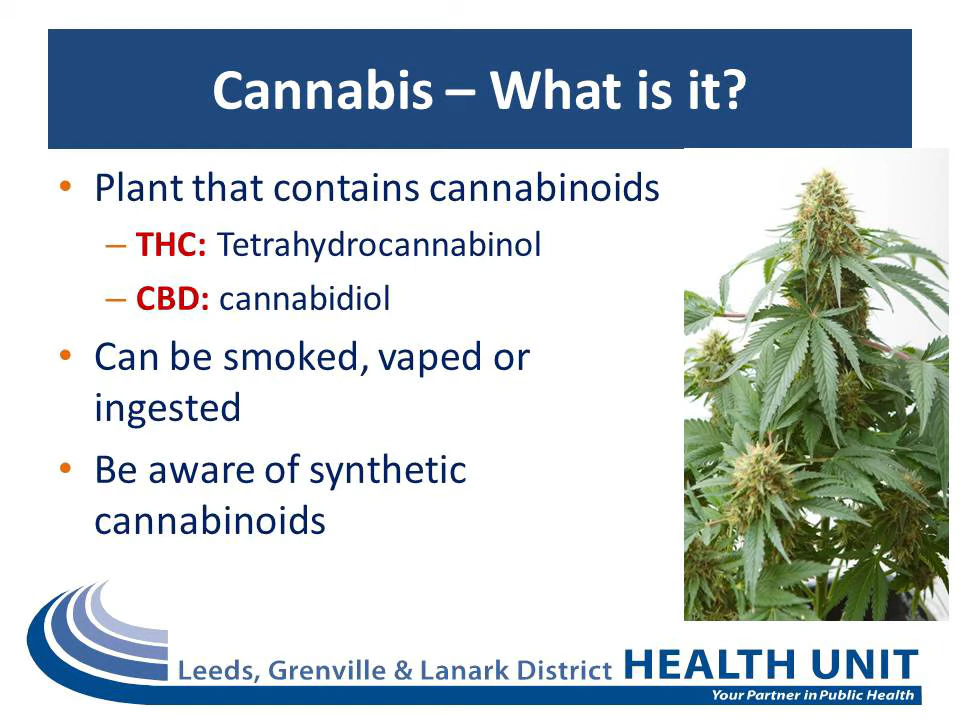 Cannabis – What is it?
• Plant that contains cannabinoids
– THC: Tetrahydrocannabinol
– CBD: cannabidiol
• Can be smoked, vaped or
ingested
• Be aware of synthetic
cannabinoids
Leeds, Grenville & Lanark District HEALTH UNIT
Your Partner in Public Health